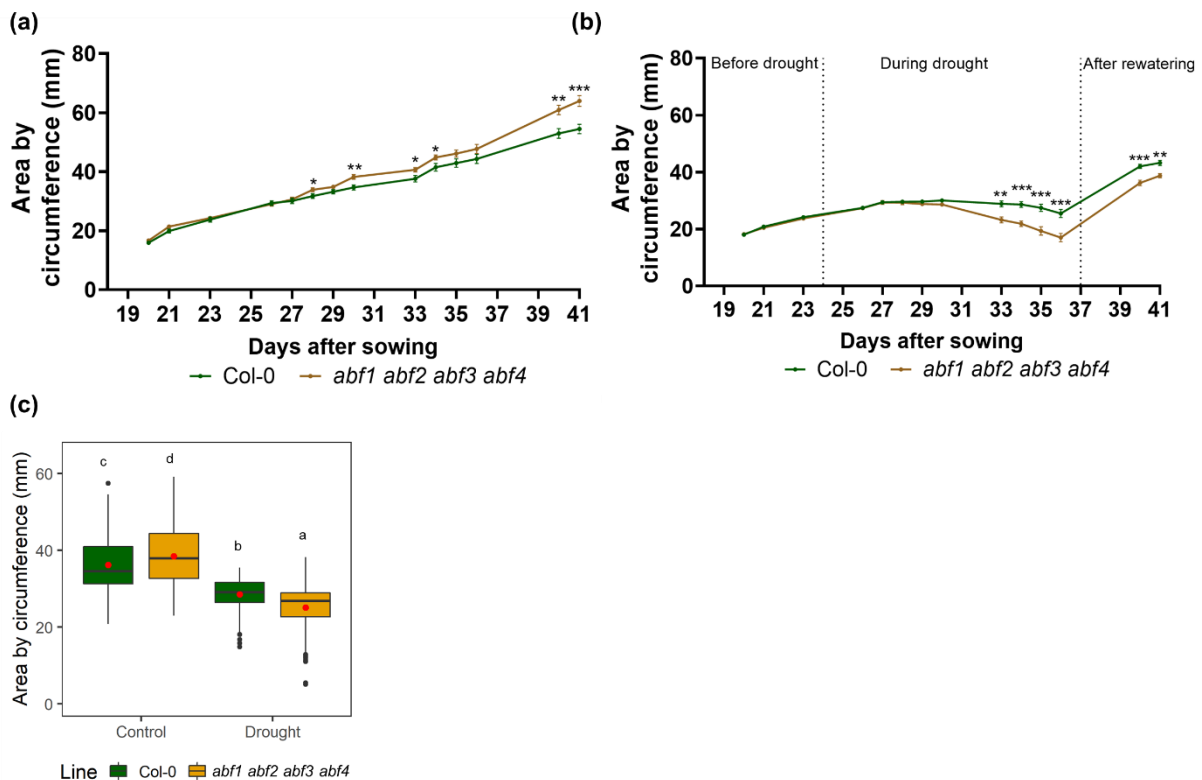 (a)
Area by
circumference (mm)
80
60
40
20
0
* ** * * ** ***
19 21 23 25 27 29 31 33 35 37 39 41
Days after sowing
Col-0 abf1 abf2 abf3 abf4
(b)
Area by
circumference (mm)
80
60
40
20
0
Before drought During drought After rewatering
** *** *** *** *** **
19 21 23 25 27 29 31 33 35 37 39 41
Days after sowing
Col-0 abf1 abf2 abf3 abf4
(c)
Area by circumference (mm)
60
40
20
0
c d b a
Control Drought
Line Col-0 abf1 abf2 abf3 abf4